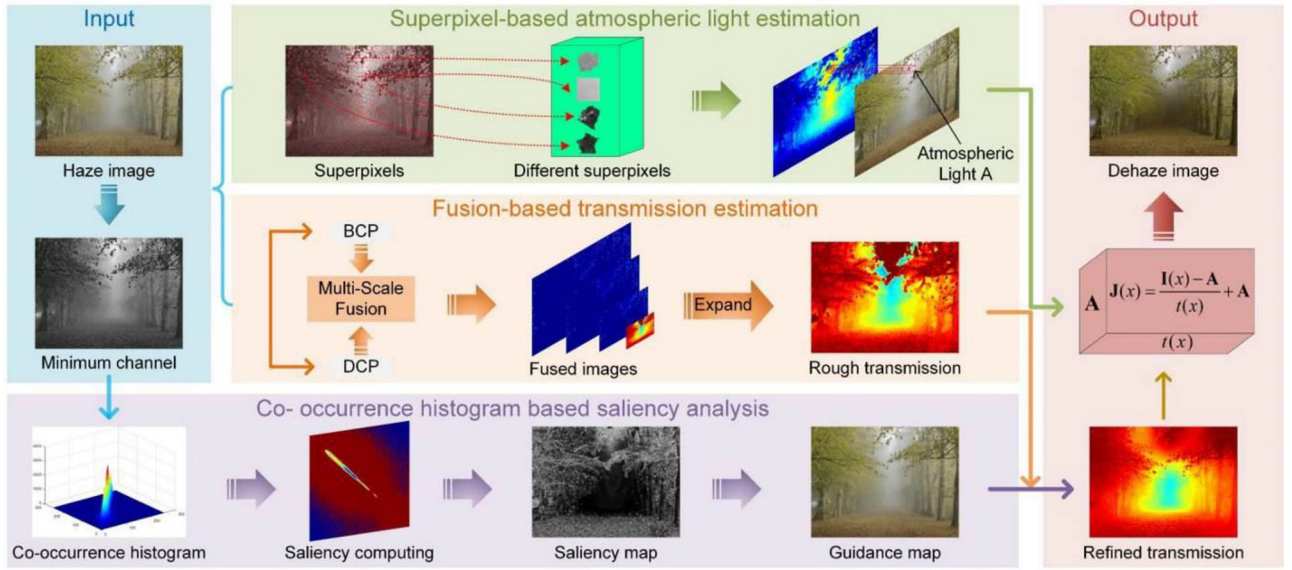 Input
Haze image
Minimum channel
Superpixel-based atmospheric light estimation
Superpixels
Different superpixels
Atmospheric
Light A
Fusion-based transmission estimation
BCP
Multi-Scale
Fusion
DCP
Fused images
Expand
Rough transmission
Co- occurrence histogram based saliency analysis
Co-occurrence histogram
Saliency computing
Saliency map
Guidance map
Output
Dehaze image
A
J(x) = I(x) − A / t(x) + A
t(x)
Refined transmission